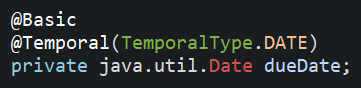 @Basic
@Temporal(TemporalType.DATE)
private java.util.Date dueDate;